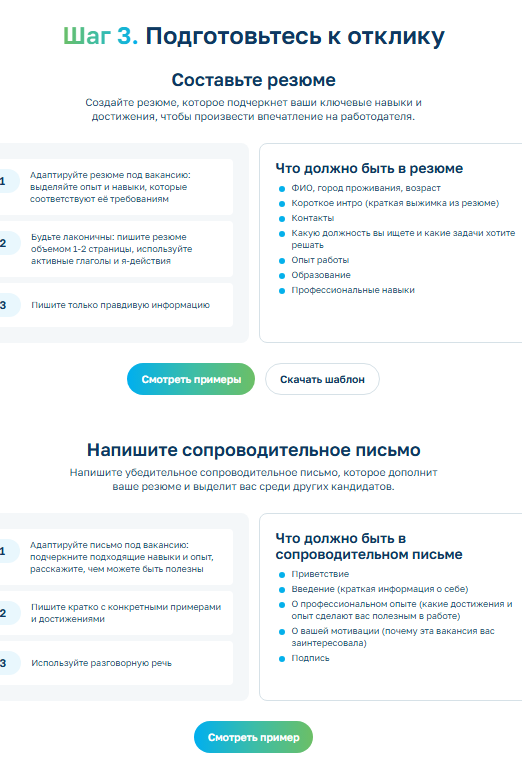 Шаг 3. Подготовьтесь к отклику
Составьте резюме
Создайте резюме, которое подчеркнет ваши ключевые навыки и
достижения, чтобы произвести впечатление на работодателя.
1
Адаптируйте резюме под вакансию:
выделяйте опыт и навыки, которые
соответствуют её требованиям
2
Будьте лаконичны: пишите резюме
объемом 1-2 страницы, используйте
активные глаголы и я-действия
3
Пишите только правдивую информацию
Что должно быть в резюме
ФИО, город проживания, возраст
Короткое интро (краткая выжимка из резюме)
Контакты
Какую должность вы ищете и какие задачи хотите
решать
Опыт работы
Образование
Профессиональные навыки
Смотреть примеры
Скачать шаблон
Напишите сопроводительное письмо
Напишите убедительное сопроводительное письмо, которое дополнит
ваше резюме и выделит вас среди других кандидатов.
1
Адаптируйте письмо под вакансию:
подчеркните подходящие навыки и опыт,
расскажите, чем можете быть полезны
2
Пишите кратко с конкретными примерами
и достижениями
3
Используйте разговорную речь
Что должно быть в
сопроводительном письме
Приветствие
Введение (краткая информация о себе)
О профессиональном опыте (какие достижения и
опыт сделают вас полезным в работе)
О вашей мотивации (почему эта вакансия вас
заинтересовала)
Подпись
Смотреть пример